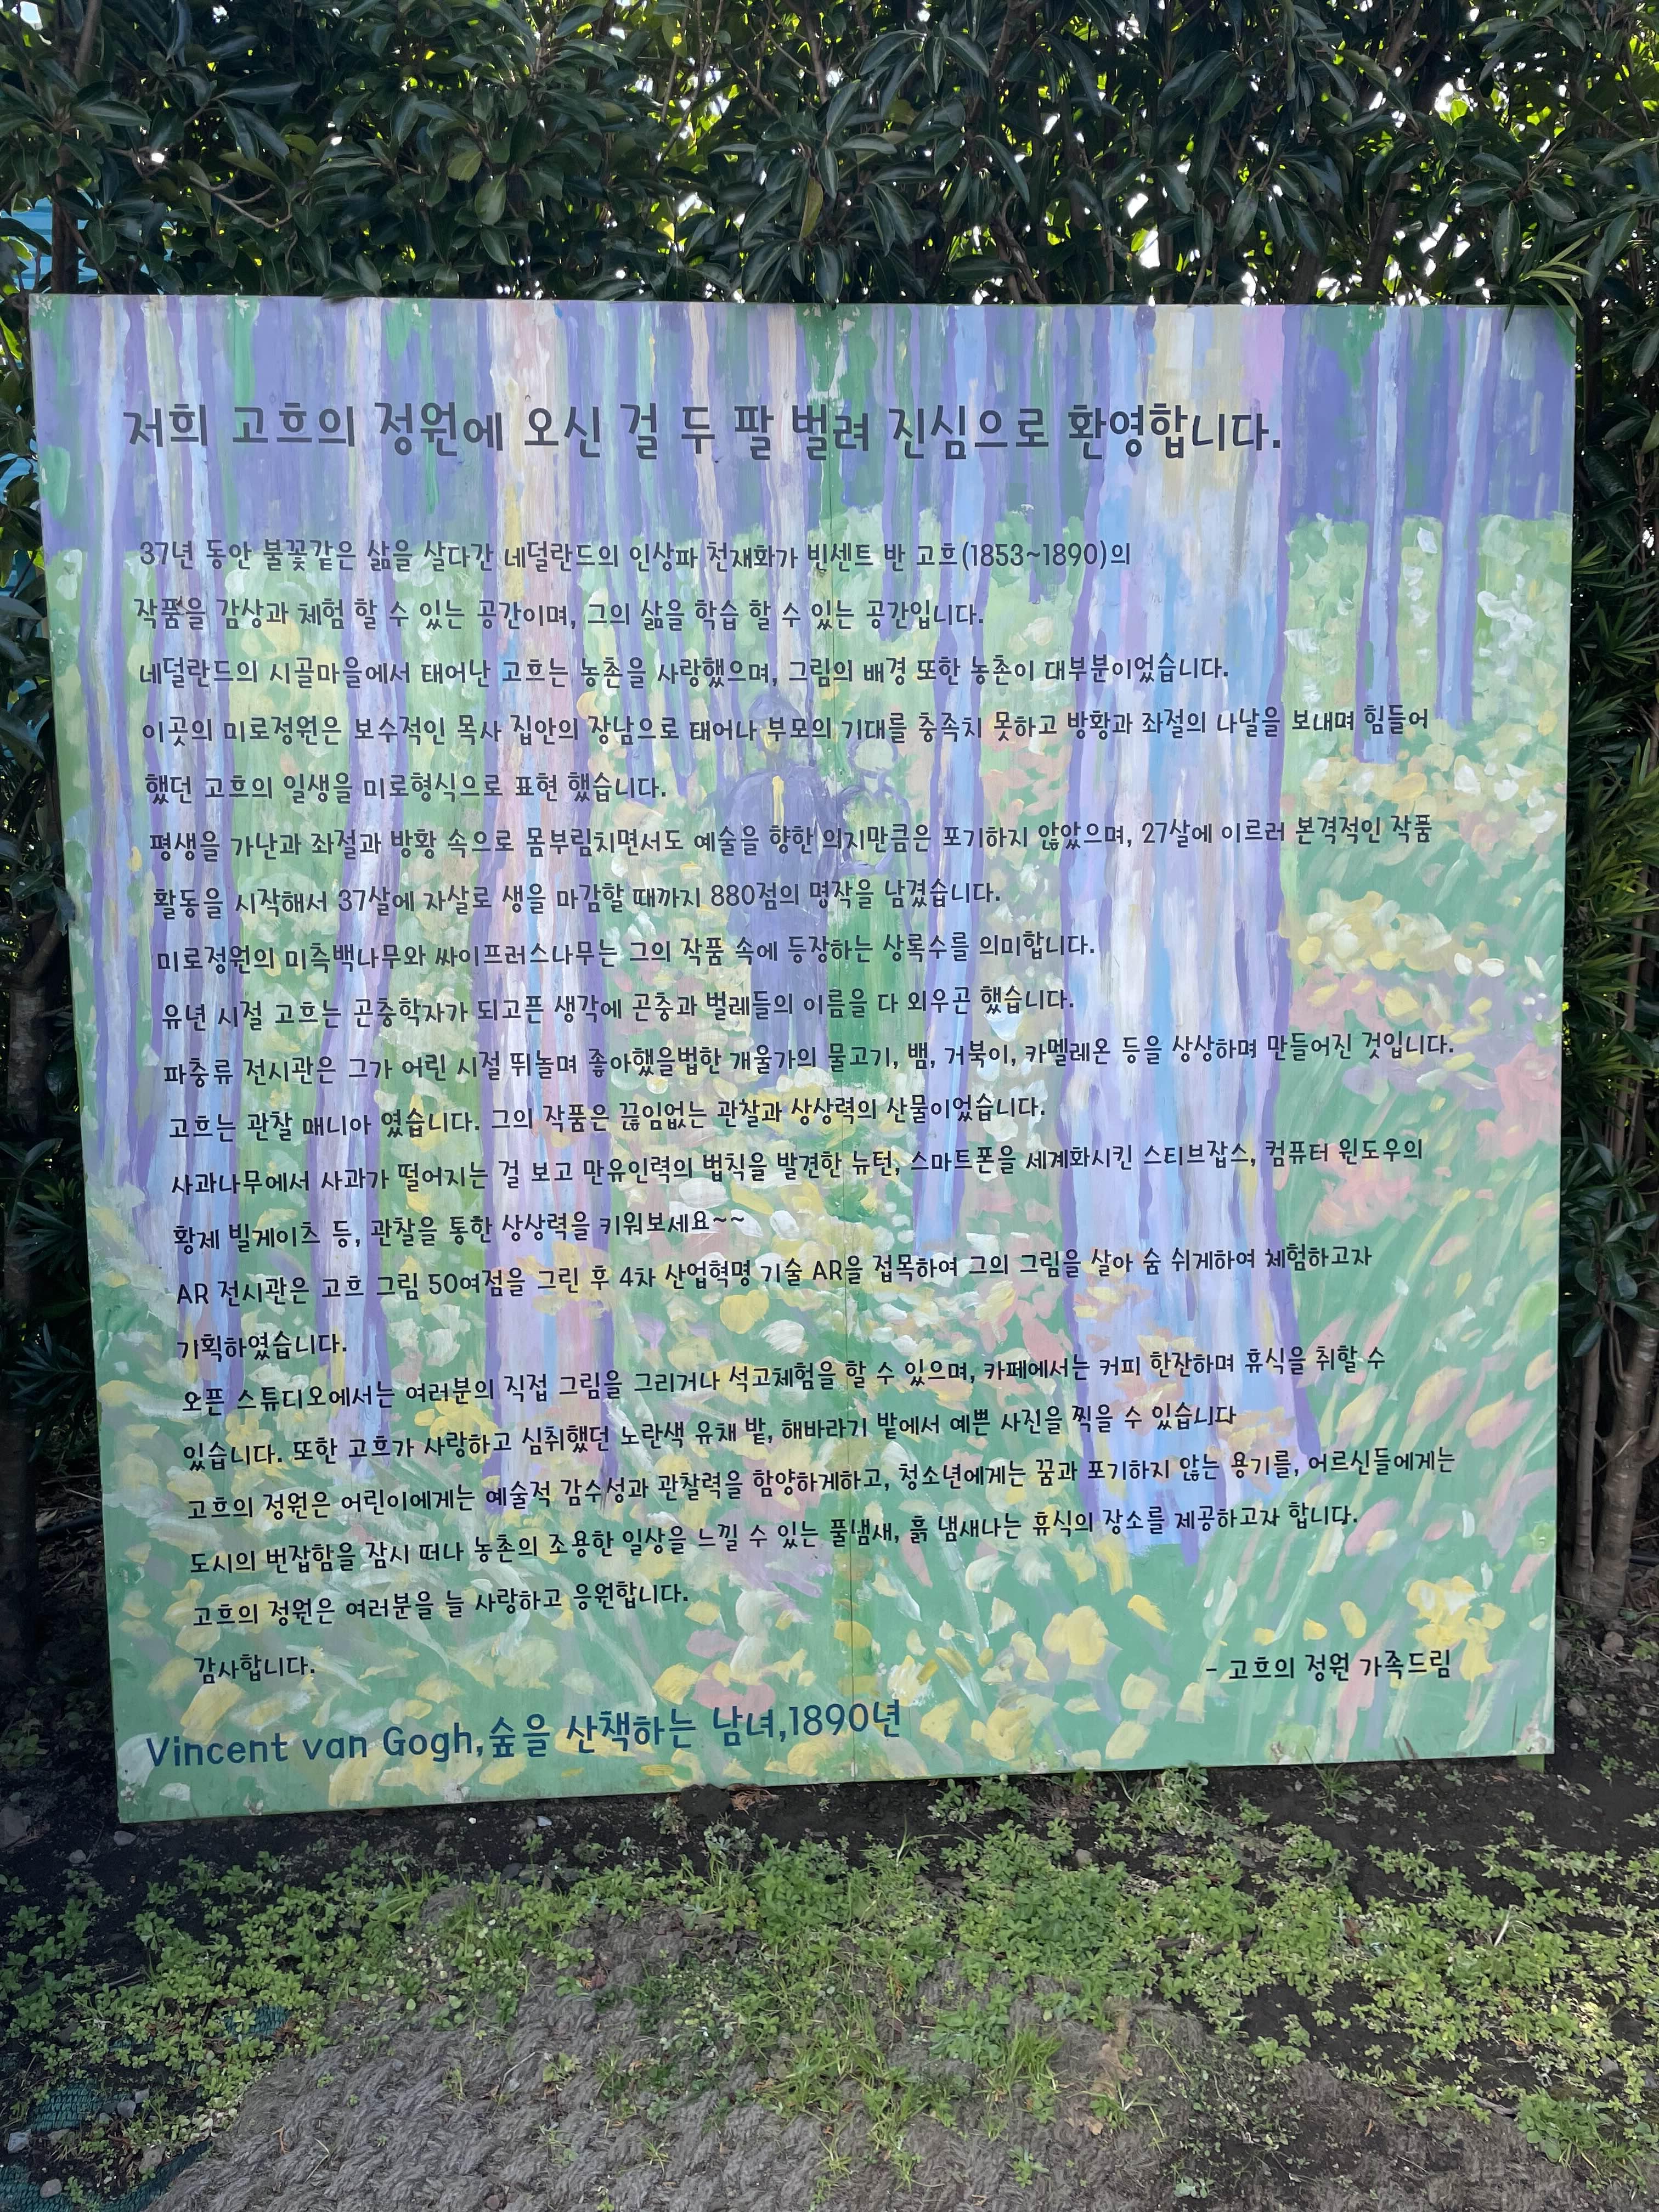 저희 고흐의 정원에 오신 걸 두 팔 벌려 진심으로 환영합니다.
37년 동안 불꽃같은 삶을 살다간 네덜란드의 인상파 천재화가 빈센트 반 고흐(1853~1890)의
작품을 감상과 체험 할 수 있는 공간이며, 그의 삶을 학습 할 수 있는 공간입니다.
네덜란드의 시골마을에서 태어난 고흐는 농촌을 사랑했으며, 그림의 배경 또한 농촌이 대부분이었습니다.
이곳의 미로정원은 보수적인 목사 집안의 장남으로 태어나 부모의 기대를 충족치 못하고 방황과 좌절의 나날을 보내며 힘들어
했던 고흐의 일생을 미로형식으로 표현 했습니다.
평생을 가난과 좌절과 방황 속으로 몸부림치면서도 예술을 향한 의지만큼은 포기하지 않았으며, 27살에 이르러 본격적인 작품
활동을 시작해서 37살에 자살로 생을 마감할 때까지 880점의 명작을 남겼습니다.
미로정원의 미측백나무와 싸이프러스나무는 그의 작품 속에 등장하는 상록수를 의미합니다.
유년 시절 고흐는 곤충학자가 되고픈 생각에 곤충과 벌레들의 이름을 다 외우곤 했습니다.
파충류 전시관은 그가 어린 시절 뛰놀며 좋아했을법한 개울가의 물고기, 뱀, 거북이, 카멜레온 등을 상상하며 만들어진 것입니다.
고흐는 관찰 매니아 였습니다. 그의 작품은 끊임없는 관찰과 상상력의 산물이었습니다.
사과나무에서 사과가 떨어지는 걸 보고 만유인력의 법칙을 발견한 뉴턴, 스마트폰을 세계화시킨 스티브잡스, 컴퓨터 윈도우의
황제 빌게이츠 등, 관찰을 통한 상상력을 키워보세요~~
AR 전시관은 고흐 그림 50여점을 그린 후 4차 산업혁명 기술 AR을 접목하여 그의 그림을 살아 숨 쉬게하여 체험하고자
기획하였습니다.
오픈 스튜디오에서는 여러분의 직접 그림을 그리거나 석고체험을 할 수 있으며, 카페에서는 커피 한잔하며 휴식을 취할 수
있습니다. 또한 고흐가 사랑하고 심취했던 노란색 유채 밭, 해바라기 밭에서 예쁜 사진을 찍을 수 있습니다
고흐의 정원은 어린이에게는 예술적 감수성과 관찰력을 함양하게하고, 청소년에게는 꿈과 포기하지 않는 용기를, 어르신들에게는
도시의 번잡함을 잠시 떠나 농촌의 조용한 일상을 느낄 수 있는 풀냄새, 흙 냄새나는 휴식의 장소를 제공하고자 합니다.
고흐의 정원은 여러분을 늘 사랑하고 응원합니다.
감사합니다.
- 고흐의 정원 가족드림
Vincent van Gogh,숲을 산책하는 남녀,1890년